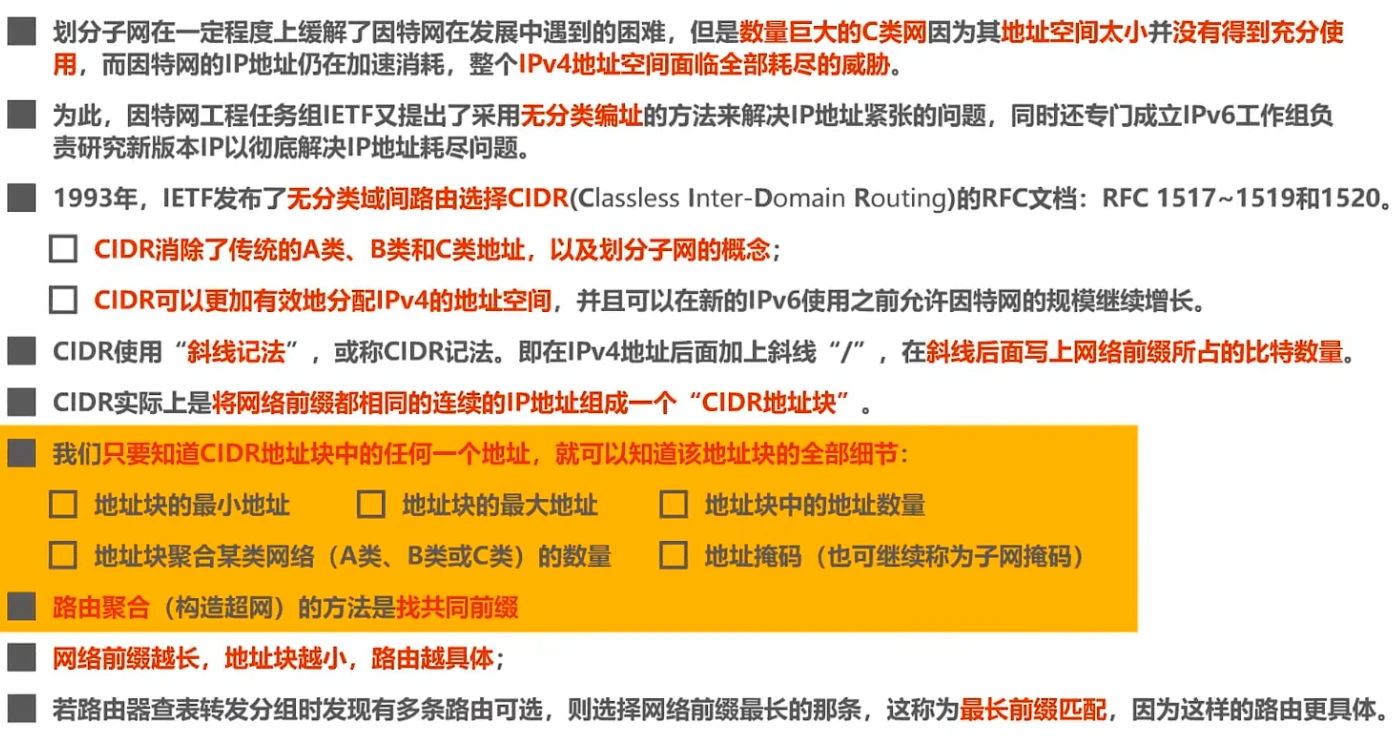 划分子网在一定程度上缓解了因特网在发展中遇到的困难，但是数量巨大的C类网因为其地址空间太小并没有得到充分使
用，而因特网的IP地址仍在加速消耗，整个IPv4地址空间面临全部耗尽的威胁。
为此，因特网工程任务组IETF又提出了采用无分类编址的方法来解决IP地址紧张的问题，同时还专门成立IPv6工作组负
责研究新版本IP以彻底解决IP地址耗尽问题。
1993年，IETF发布了无分类域间路由选择CIDR(Classless Inter-Domain Routing)的RFC文档：RFC 1517~1519和1520。
CIDR消除了传统的A类、B类和C类地址，以及划分子网的概念；
CIDR可以更加有效地分配IPv4的地址空间，并且可以在新的IPv6使用之前允许因特网的规模继续增长。
CIDR使用“斜线记法”，或称CIDR记法。即在IPv4地址后面加上斜线“/”，在斜线后面写上网络前缀所占的比特数量。
CIDR实际上是将网络前缀都相同的连续的IP地址组成一个“CIDR地址块”。
我们只要知道CIDR地址块中的任何一个地址，就可以知道该地址块的全部细节：
地址块的最小地址 地址块的最大地址 地址块中的地址数量
地址块聚合某类网络（A类、B类或C类）的数量 地址掩码（也可继续称为子网掩码）
路由聚合（构造超网）的方法是找共同前缀
网络前缀越长，地址块越小，路由越具体；
若路由器查表转发分组时发现有多条路由可选，则选择网络前缀最长的那条，这称为最长前缀匹配，因为这样的路由更具体。